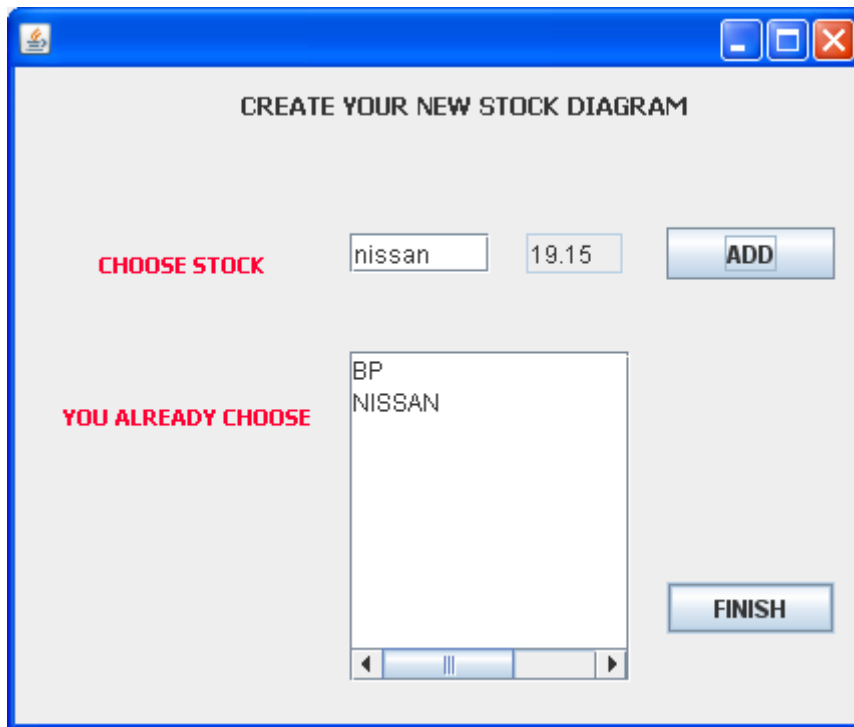 CREATE YOUR NEW STOCK DIAGRAM
CHOOSE STOCK nissan 19.15 ADD
BP
NISSAN
YOU ALREADY CHOOSE
FINISH